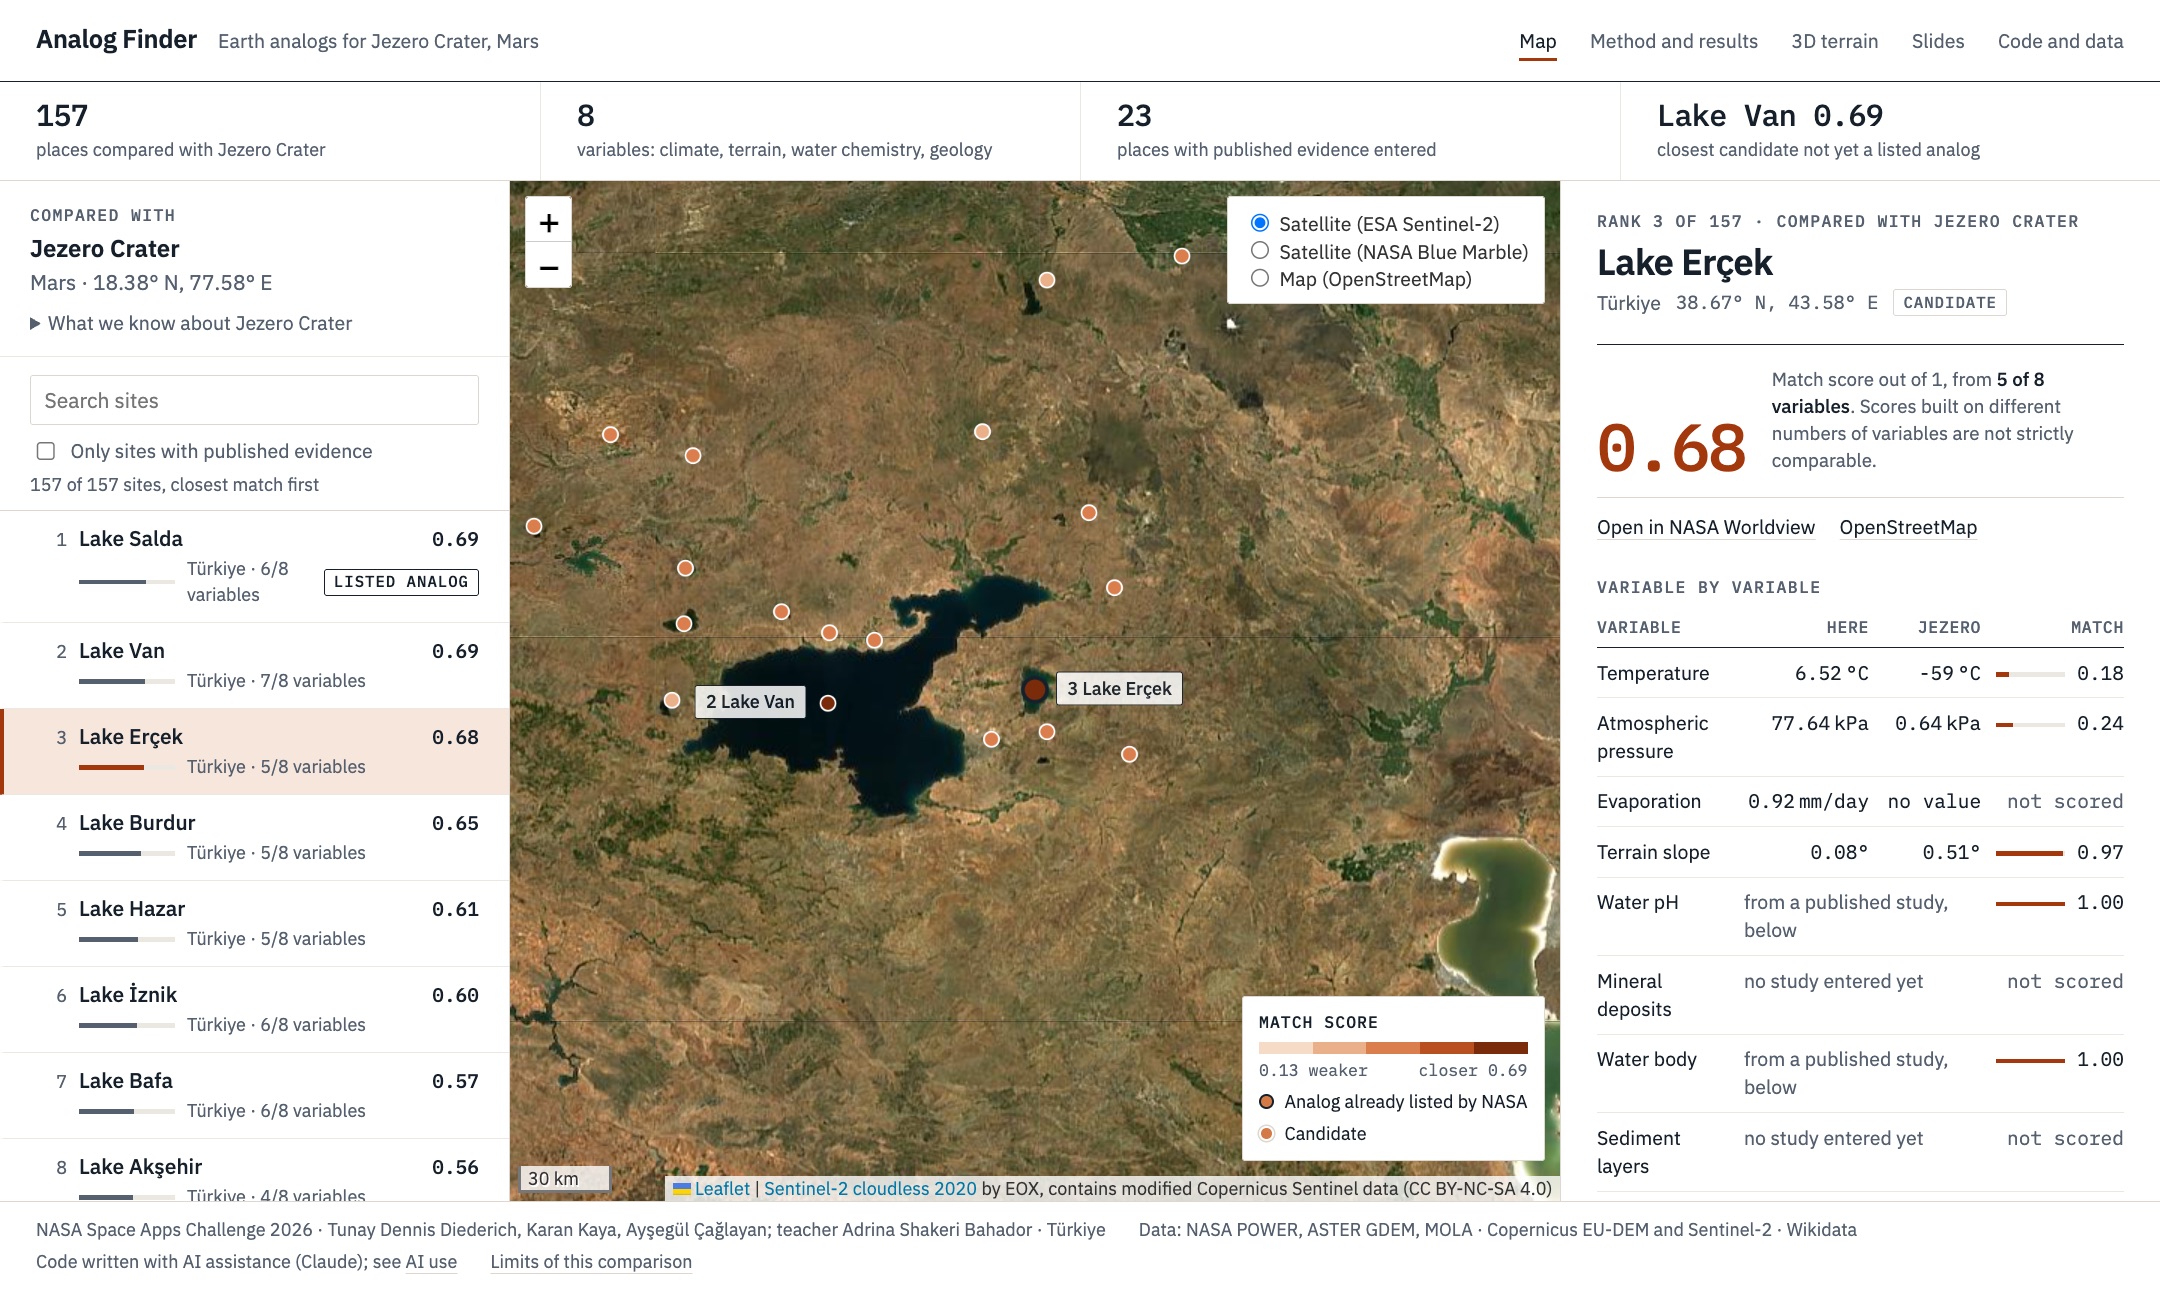 Analog Finder Earth analogs for Jezero Crater, Mars
Map Method and results 3D terrain Slides Code and data
157
places compared with Jezero Crater
8
variables: climate, terrain, water chemistry, geology
23
places with published evidence entered
Lake Van 0.69
closest candidate not yet a listed analog
COMPARED WITH
Jezero Crater
Mars · 18.38° N, 77.58° E
What we know about Jezero Crater
Search sites
Only sites with published evidence
157 of 157 sites, closest match first
1 Lake Salda 0.69
Türkiye · 6/8
variables
LISTED ANALOG
2 Lake Van 0.69
Türkiye · 7/8 variables
3 Lake Erçek 0.68
Türkiye · 5/8 variables
4 Lake Burdur 0.65
Türkiye · 5/8 variables
5 Lake Hazar 0.61
Türkiye · 5/8 variables
6 Lake İznik 0.60
Türkiye · 6/8 variables
7 Lake Bafa 0.57
Türkiye · 6/8 variables
8 Lake Akşehir 0.56
Türkiye · 4/8 variables
+
−
Satellite (ESA Sentinel-2)
Satellite (NASA Blue Marble)
Map (OpenStreetMap)
2 Lake Van
3 Lake Erçek
MATCH SCORE
0.13 weaker closer 0.69
Analog already listed by NASA
Candidate
30 km
Leaflet | Sentinel-2 cloudless 2020 by EOX, contains modified Copernicus Sentinel data (CC BY-NC-SA 4.0)
RANK 3 OF 157 · COMPARED WITH JEZERO CRATER
Lake Erçek
Türkiye 38.67° N, 43.58° E CANDIDATE
0.68
Match score out of 1, from 5 of 8
variables. Scores built on different
numbers of variables are not strictly
comparable.
Open in NASA Worldview OpenStreetMap
VARIABLE BY VARIABLE
VARIABLE HERE JEZERO MATCH
Temperature 6.52 °C -59 °C 0.18
Atmospheric
pressure
77.64 kPa 0.64 kPa 0.24
Evaporation 0.92 mm/day no value not scored
Terrain slope 0.08° 0.51° 0.97
Water pH
from a published study,
below
1.00
Mineral
deposits
no study entered yet not scored
Water body
from a published study,
below
1.00
Sediment
layers
no study entered yet not scored
NASA Space Apps Challenge 2026 · Tunay Dennis Diederich, Karan Kaya, Ayşegül Çağlayan; teacher Adrina Shakeri Bahador · Türkiye Data: NASA POWER, ASTER GDEM, MOLA · Copernicus EU-DEM and Sentinel-2 · Wikidata
Code written with AI assistance (Claude); see AI use Limits of this comparison